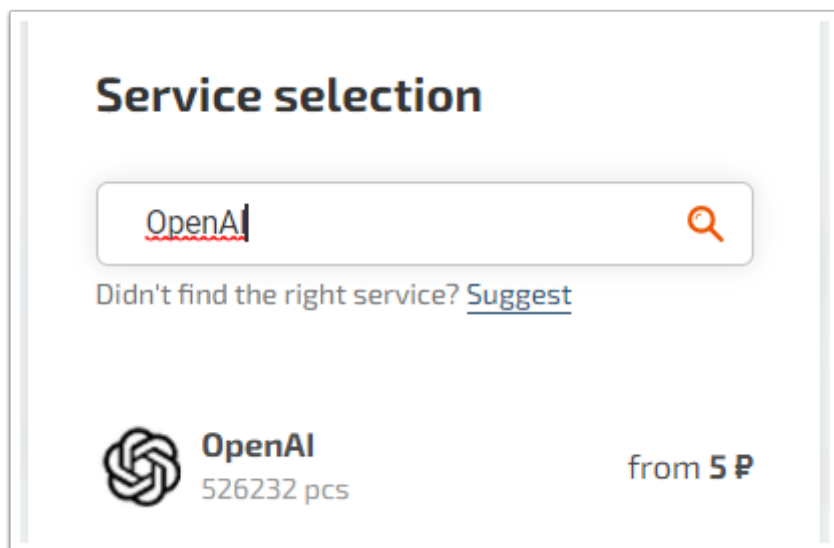 Service selection
OpenAI
Didn't find the right service? Suggest
OpenAI
526232 pcs
from 5 ₽